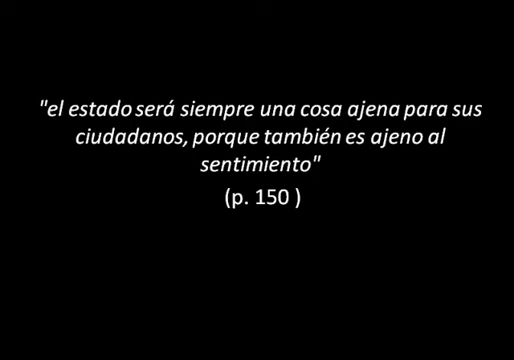 "el estado será siempre una cosa ajena para sus
ciudadanos, porque también es ajeno al
sentimiento"
(p. 150 )